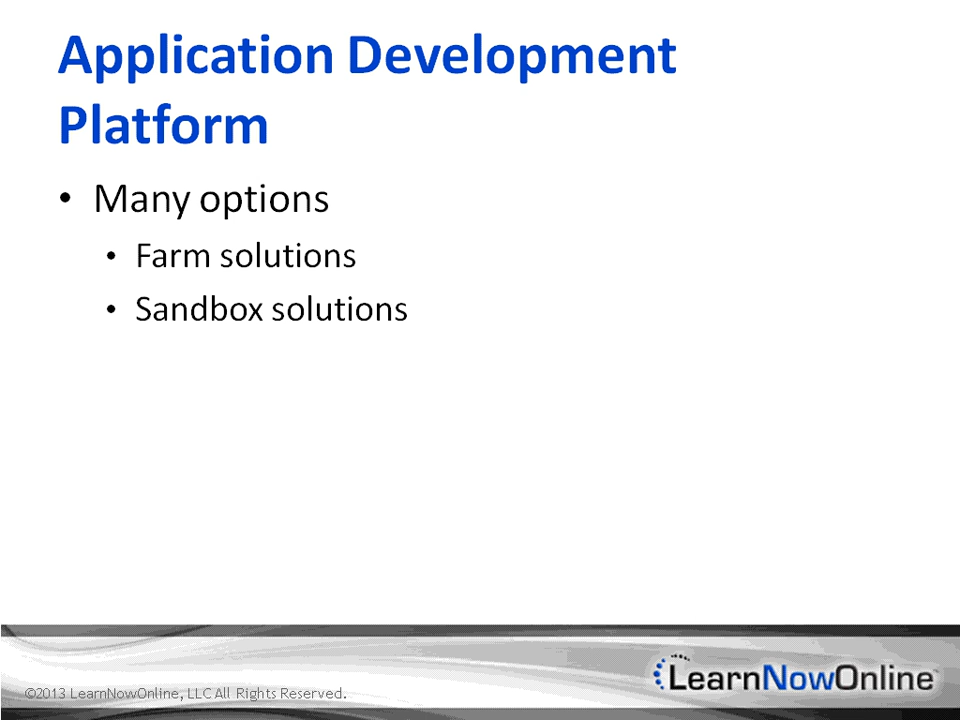 Application Development
Platform
• Many options
• Farm solutions
• Sandbox solutions
©2013 LearnNowOnline, LLC All Rights Reserved.
LearnNowOnline